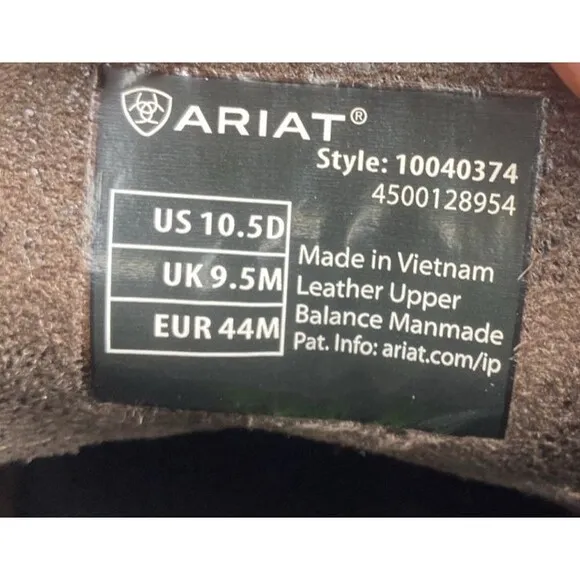 ARIAT®
Style: 10040374
4500128954
US 10.5D
UK 9.5M
EUR 44M
Made in Vietnam
Leather Upper
Balance Manmade
Pat. Info: ariat.com/ip